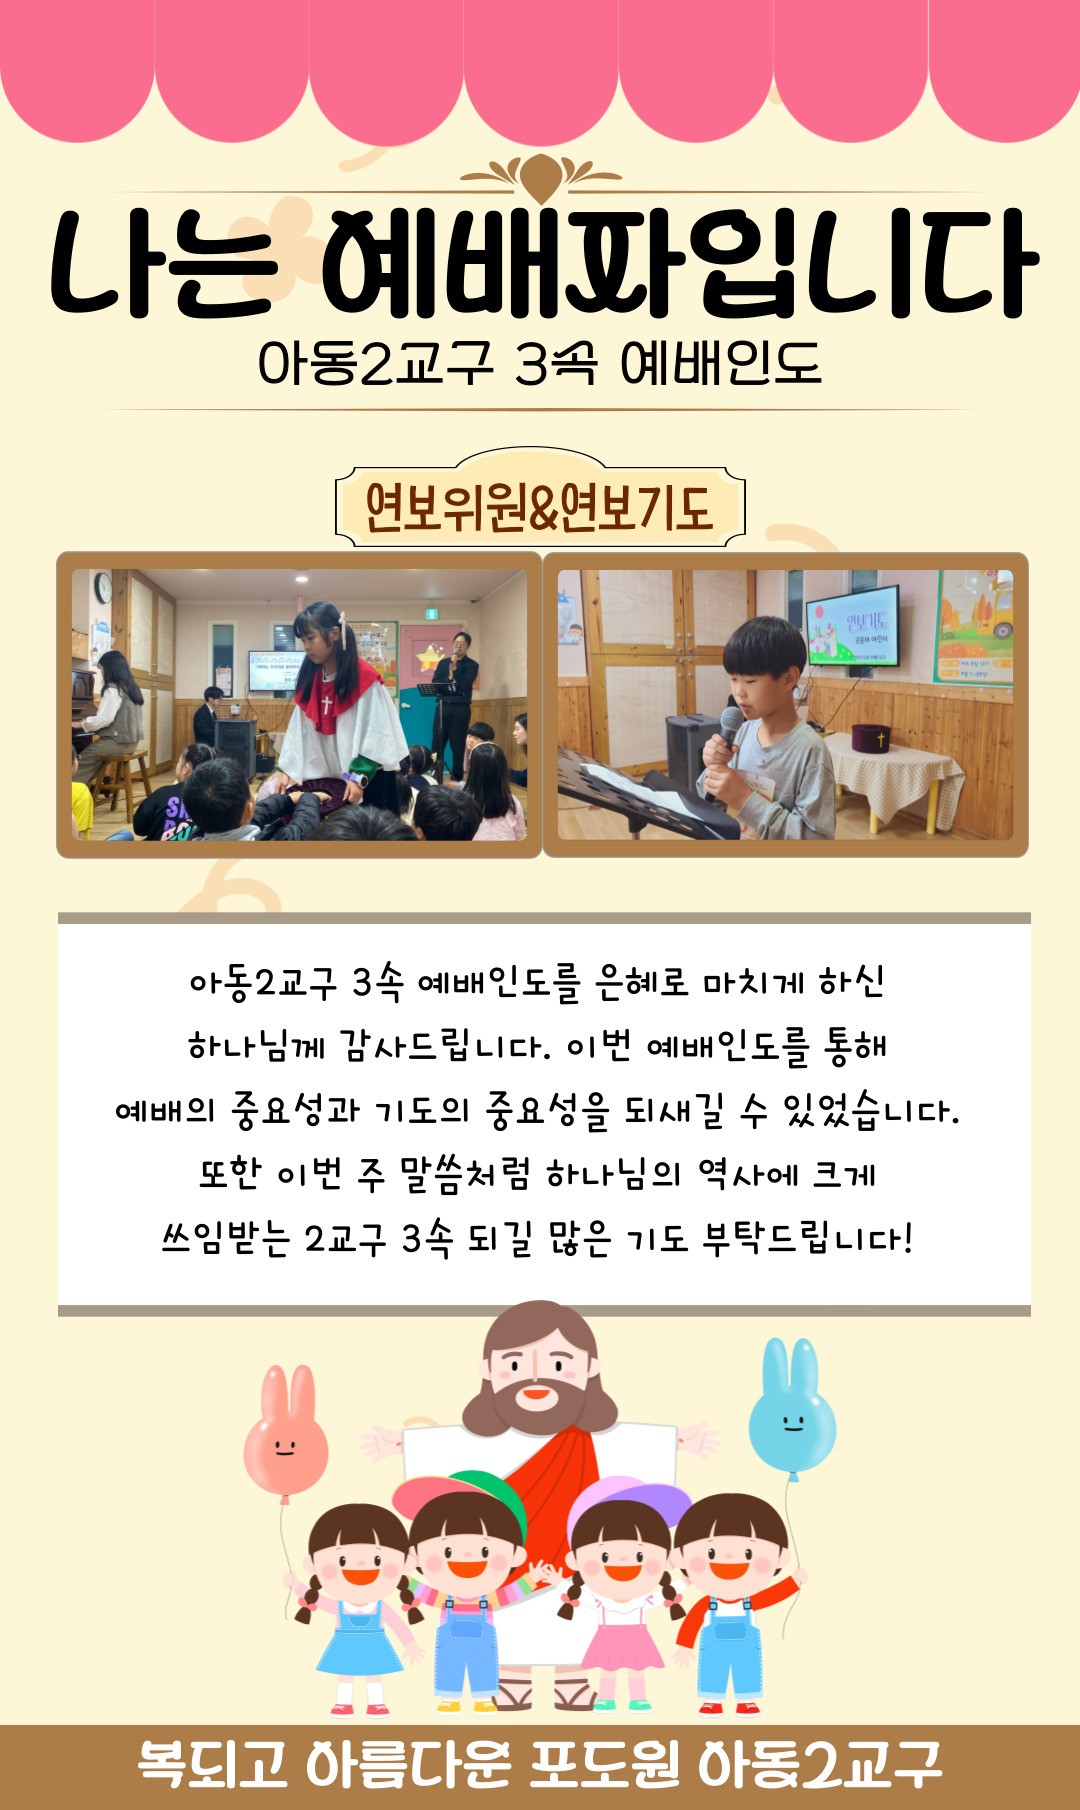 나는 예배자입니다
아동2교구 3속 예배인도
연보위원&연보기도
연보기도
아동2교구 3속 예배인도를 은혜로 마치게 하신
하나님께 감사드립니다. 이번 예배인도를 통해
예배의 중요성과 기도의 중요성을 되새길 수 있었습니다.
또한 이번 주 말씀처럼 하나님의 역사에 크게
쓰임받는 2교구 3속 되길 많은 기도 부탁드립니다!
복되고 아름다운 포도원 아동2교구